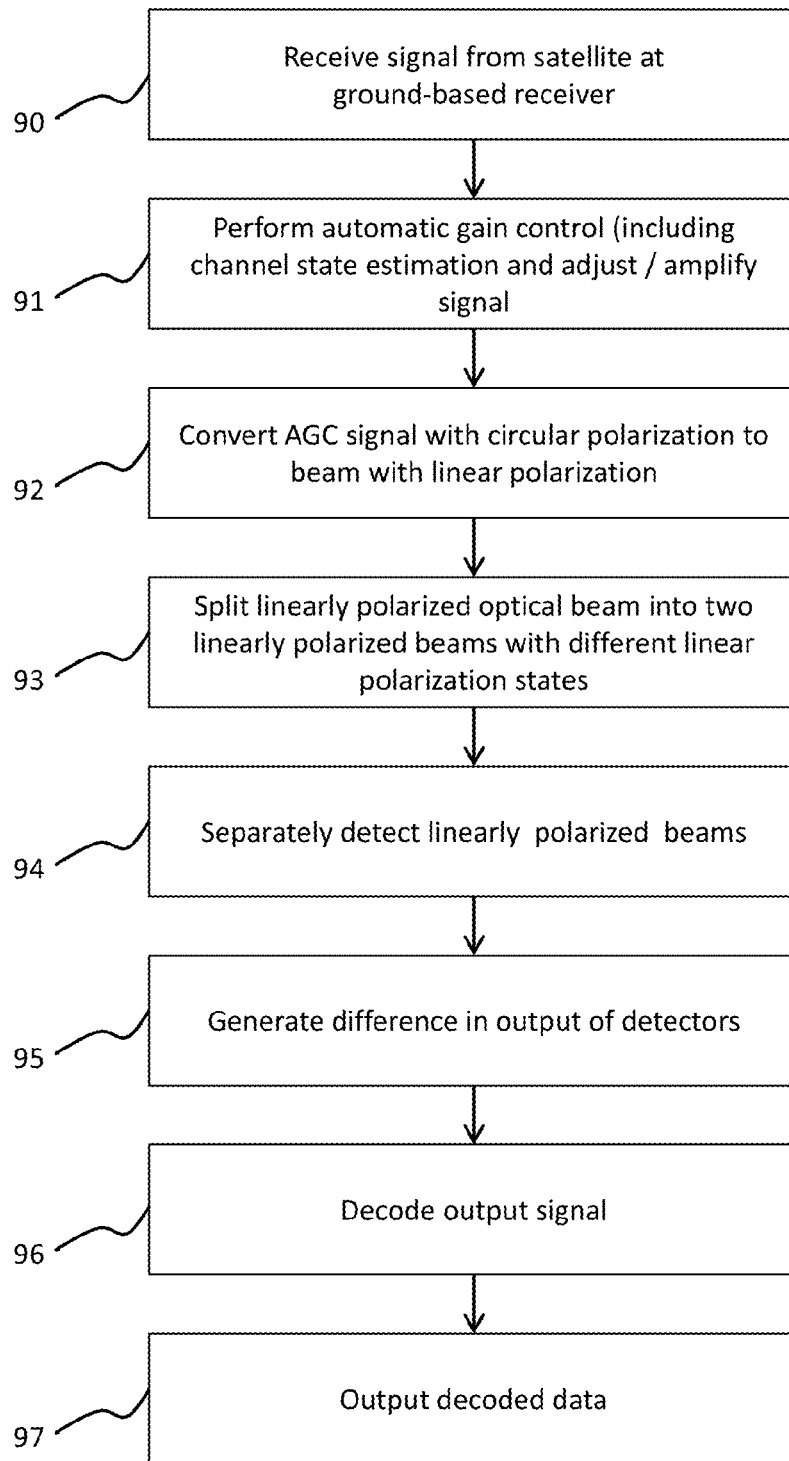 Receive signal from satellite at
ground-based receiver
90
Perform automatic gain control (including
channel state estimation and adjust / amplify
signal
91
Convert AGC signal with circular polarization to
beam with linear polarization
92
Split linearly polarized optical beam into two
linearly polarized beams with different linear
polarization states
93
Separately detect linearly polarized beams
94
Generate difference in output of detectors
95
Decode output signal
96
Output decoded data
97